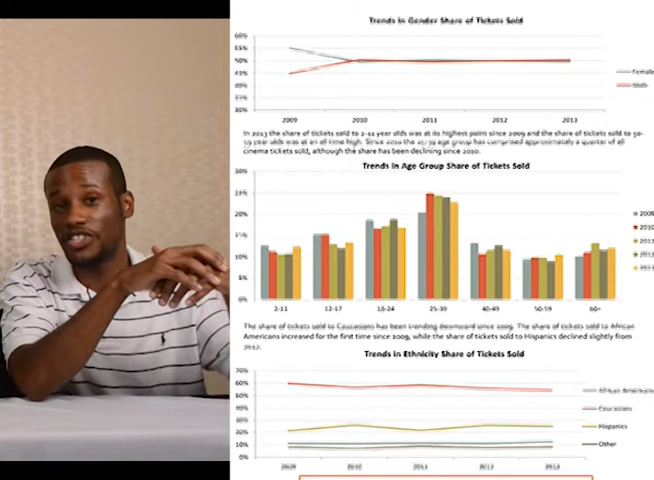 Trends in Gender Share of Tickets Sold
60%
55%
50%
45%
40%
35%
30%
Female
Male
2009 2010 2011 2012 2013
In 2013 the share of tickets sold to 2-11 year olds was at its highest point since 2009 and the share of tickets sold to 50-
59 year olds was at an all time high. Since 2010 the 25-39 age group has comprised approximately a quarter of all
cinema tickets sold, although the share has been declining since 2010.
Trends in Age Group Share of Tickets Sold
30%
25%
20%
15%
10%
5%
0%
2009
2010
2011
2012
2013
2-11 12-17 18-24 25-39 40-49 50-59 60+
The share of tickets sold to Caucasians has been trending downward since 2009. The share of tickets sold to African
Americans increased for the first time since 2009, while the share of tickets sold to Hispanics declined slightly from
2012.
Trends in Ethnicity Share of Tickets Sold
70%
60%
50%
40%
30%
20%
10%
0%
African Americans
Caucasians
Hispanics
Other
2009 2010 2011 2012 2013